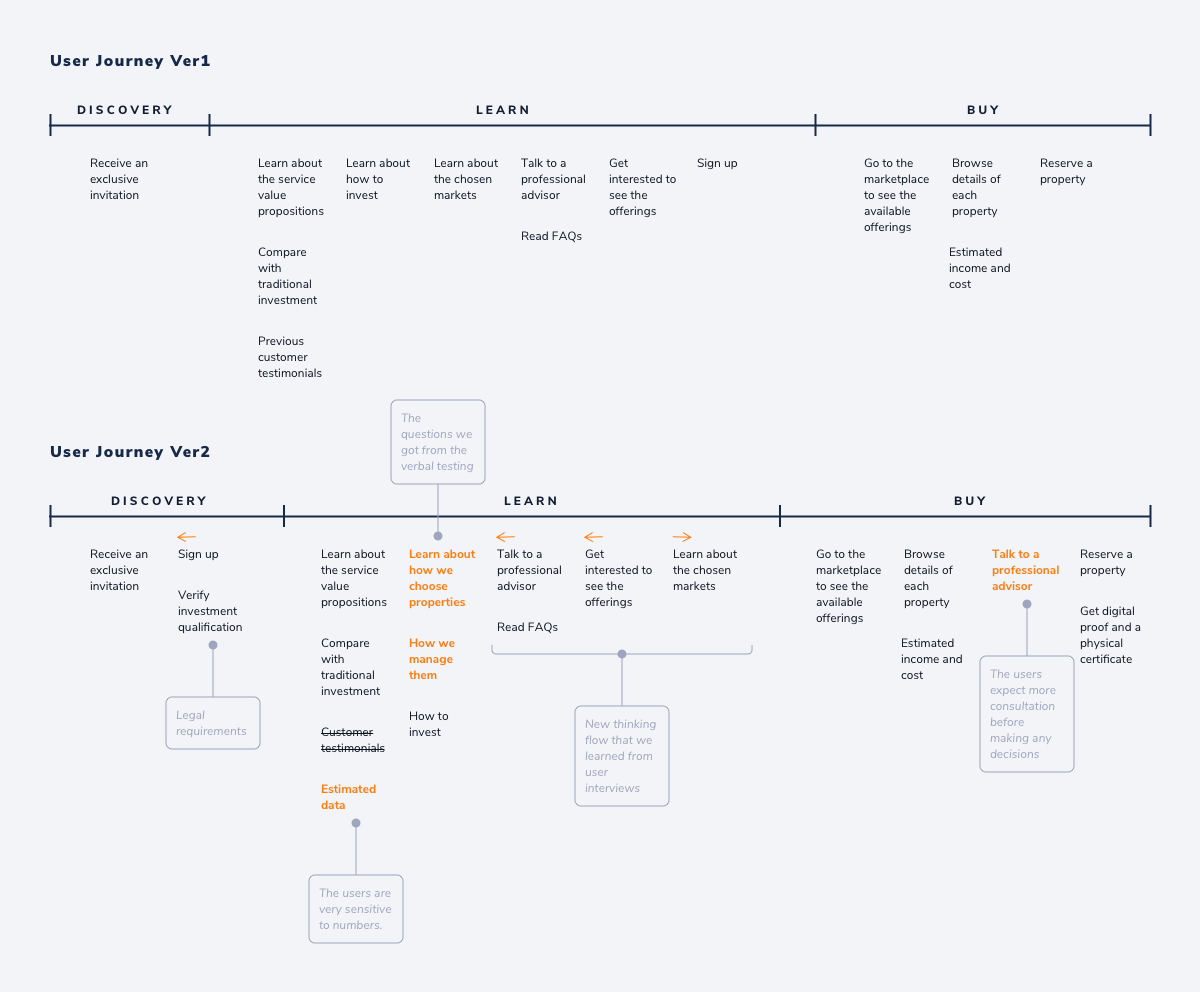 User Journey Ver1
DISCOVERY
LEARN
BUY
Receive an
exclusive
invitation
Learn about
the service
value
propositions
Compare
with
traditional
investment
Previous
customer
testimonials
Learn about
how to
invest
Learn about
the chosen
markets
Talk to a
professional
advisor
Read FAQs
Get
interested to
see the
offerings
Sign up
Go to the
marketplace
to see the
available
offerings
Browse
details of
each
property
Estimated
income and
cost
Reserve a
property
User Journey Ver2
The
questions we
got from the
verbal testing
DISCOVERY
LEARN
BUY
Receive an
exclusive
invitation
Sign up
Verify
investment
qualification
Legal
requirements
Learn about
the service
value
propositions
Compare
with
traditional
investment
Customer
testimonials
Estimated
data
The users are
very sensitive
to numbers.
Learn about
how we
choose
properties
How we
manage
them
How to
invest
Talk to a
professional
advisor
Read FAQs
Get
interested to
see the
offerings
Learn about
the chosen
markets
New thinking
flow that we
learned from
user
interviews
Go to the
marketplace
to see the
available
offerings
Browse
details of
each
property
Estimated
income and
cost
Talk to a
professional
advisor
The users
expect more
consultation
before
making any
decisions
Reserve a
property
Get digital
proof and a
physical
certificate